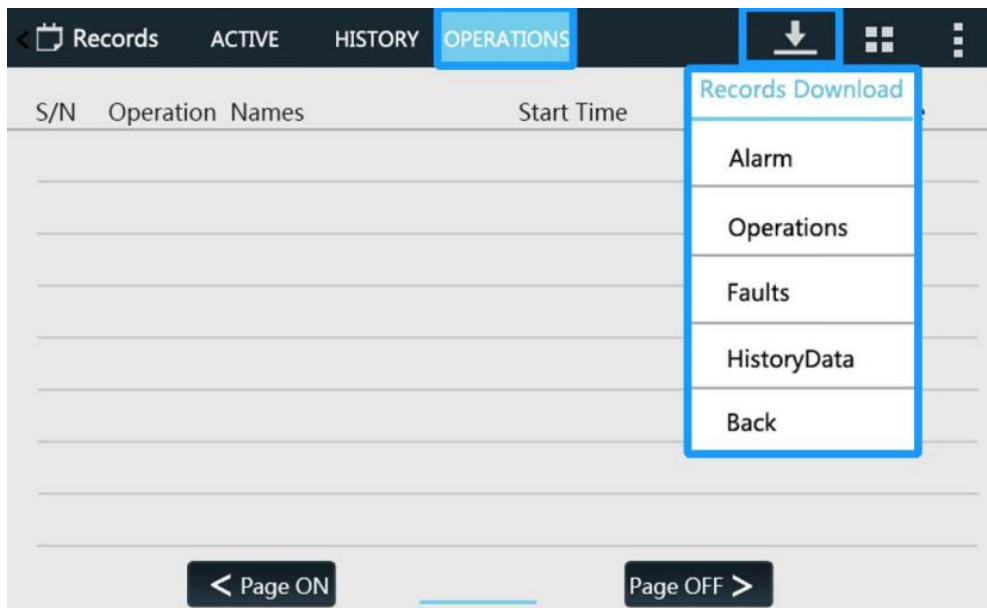 Records ACTIVE HISTORY OPERATIONS
S/N Operation Names Start Time
Records Download
Alarm
Operations
Faults
HistoryData
Back
< Page ON Page OFF >